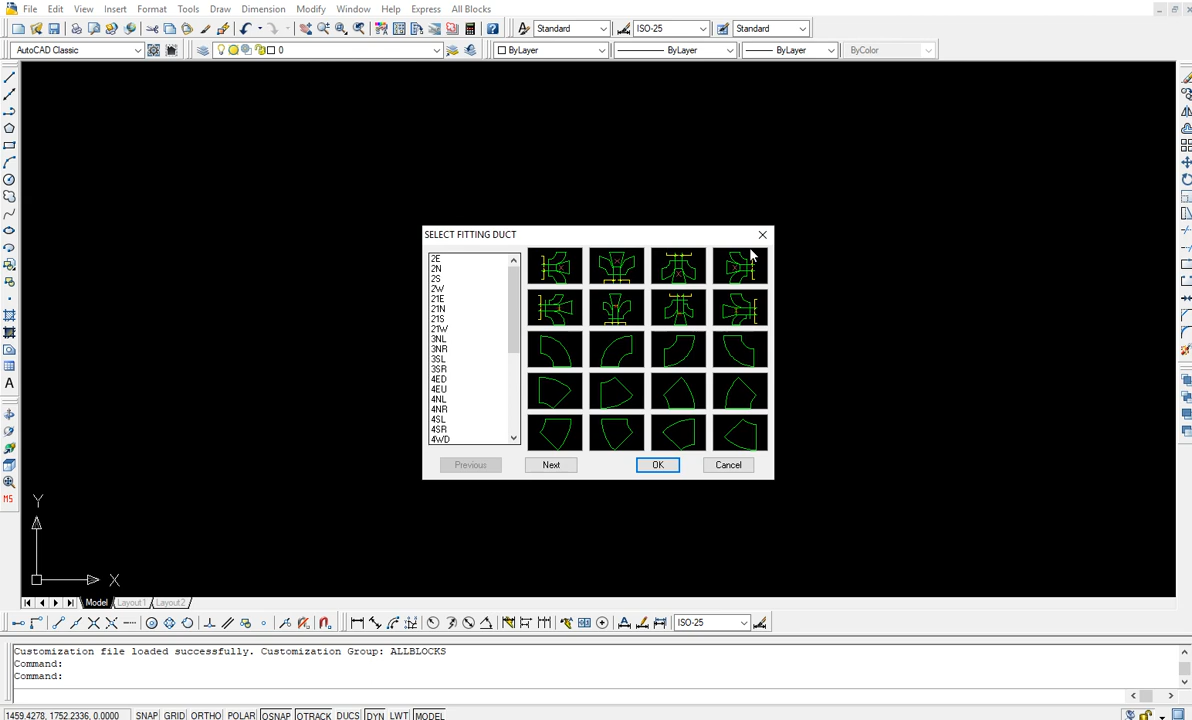 File Edit View Insert Format Tools Draw Dimension Modify Window Help Express All Blocks
Standard ISO-25 Standard
AutoCAD Classic 0 ByLayer ByLayer ByLayer ByColor
SELECT FITTING DUCT
2E
2N
2S
2W
21E
21N
21S
21W
3NL
3NR
3SL
3SR
4ED
4EU
4NL
4NR
4SL
4SR
4WD
Previous Next OK Cancel
A
MS
Y
X
Model Layout1 Layout2
ISO-25
Customization file loaded successfully. Customization Group: ALLBLOCKS
Command:
Command:
1459.4278, 1752.2336, 0.0000 SNAP GRID ORTHO POLAR OSNAP OTRACK DUCS DYN LWT MODEL